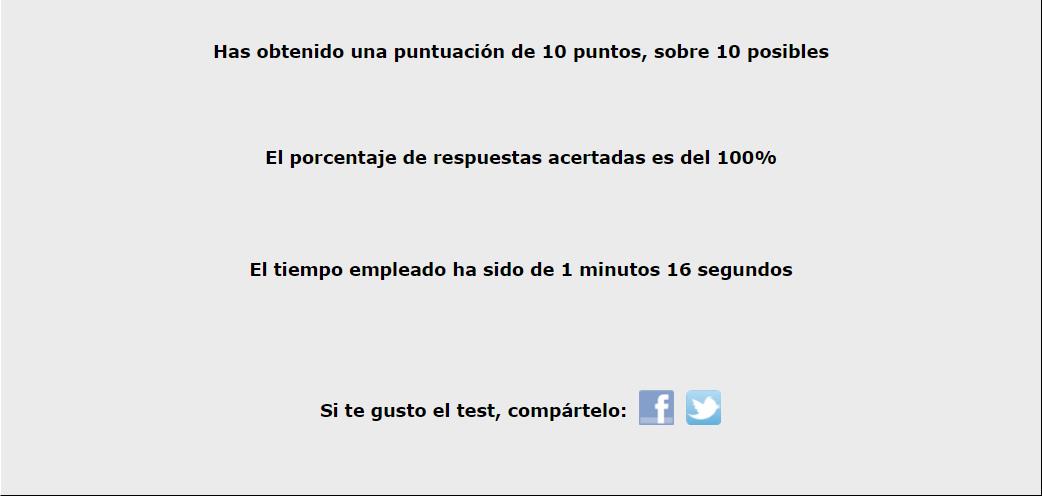 Has obtenido una puntuación de 10 puntos, sobre 10 posibles
El porcentaje de respuestas acertadas es del 100%
El tiempo empleado ha sido de 1 minutos 16 segundos
Si te gusto el test, compártelo: